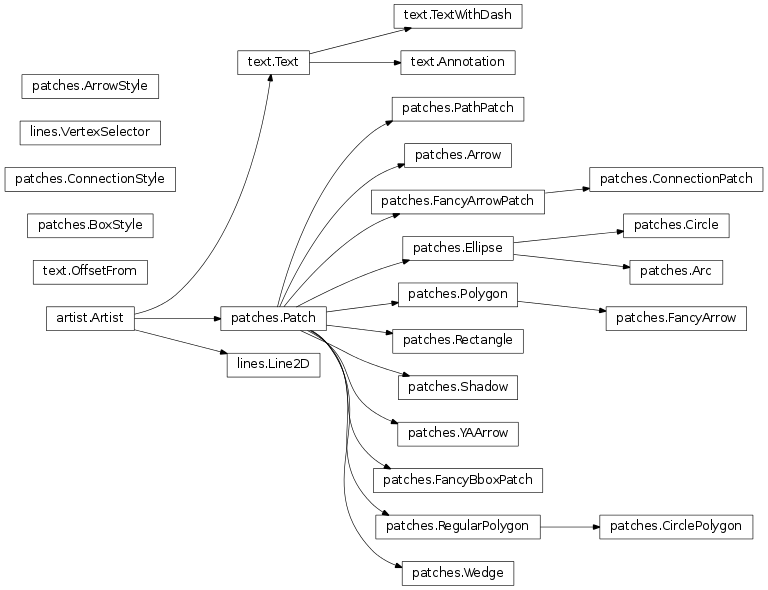 text.TextWithDash
text.Text
text.Annotation
patches.ArrowStyle
patches.PathPatch
lines.VertexSelector
patches.Arrow
patches.ConnectionStyle
patches.FancyArrowPatch
patches.ConnectionPatch
patches.BoxStyle
patches.Ellipse
patches.Circle
text.OffsetFrom
patches.Arc
patches.Polygon
artist.Artist
patches.Patch
patches.FancyArrow
patches.Rectangle
lines.Line2D
patches.Shadow
patches.YAArrow
patches.FancyBboxPatch
patches.RegularPolygon
patches.CirclePolygon
patches.Wedge